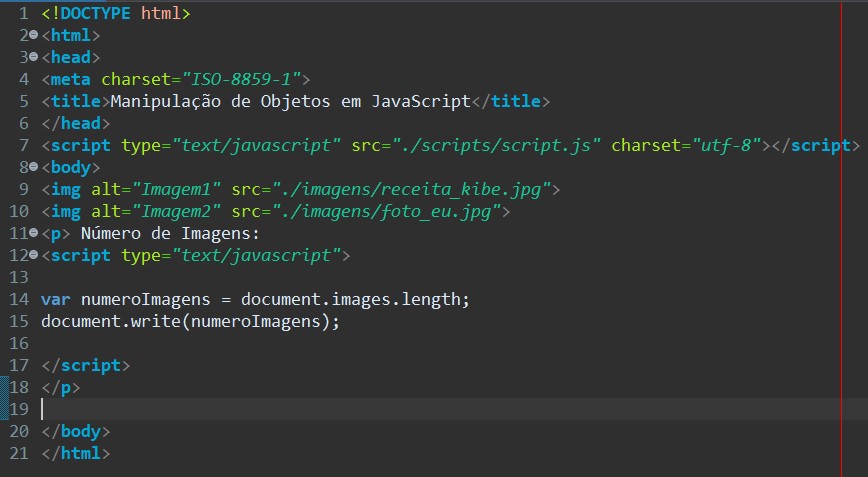 1 <!DOCTYPE html>
2 <html>
3 <head>
4 <meta charset="ISO-8859-1">
5 <title>Manipulação de Objetos em JavaScript</title>
6 </head>
7 <script type="text/javascript" src="./scripts/script.js" charset="utf-8"></script>
8 <body>
9 <img alt="Imagem1" src="./imagens/receita_kibe.jpg">
10 <img alt="Imagem2" src="./imagens/foto_eu.jpg">
11 <p> Número de Imagens:
12 <script type="text/javascript">
13
14 var numeroImagens = document.images.length;
15 document.write(numeroImagens);
16
17 </script>
18 </p>
19
20 </body>
21 </html>